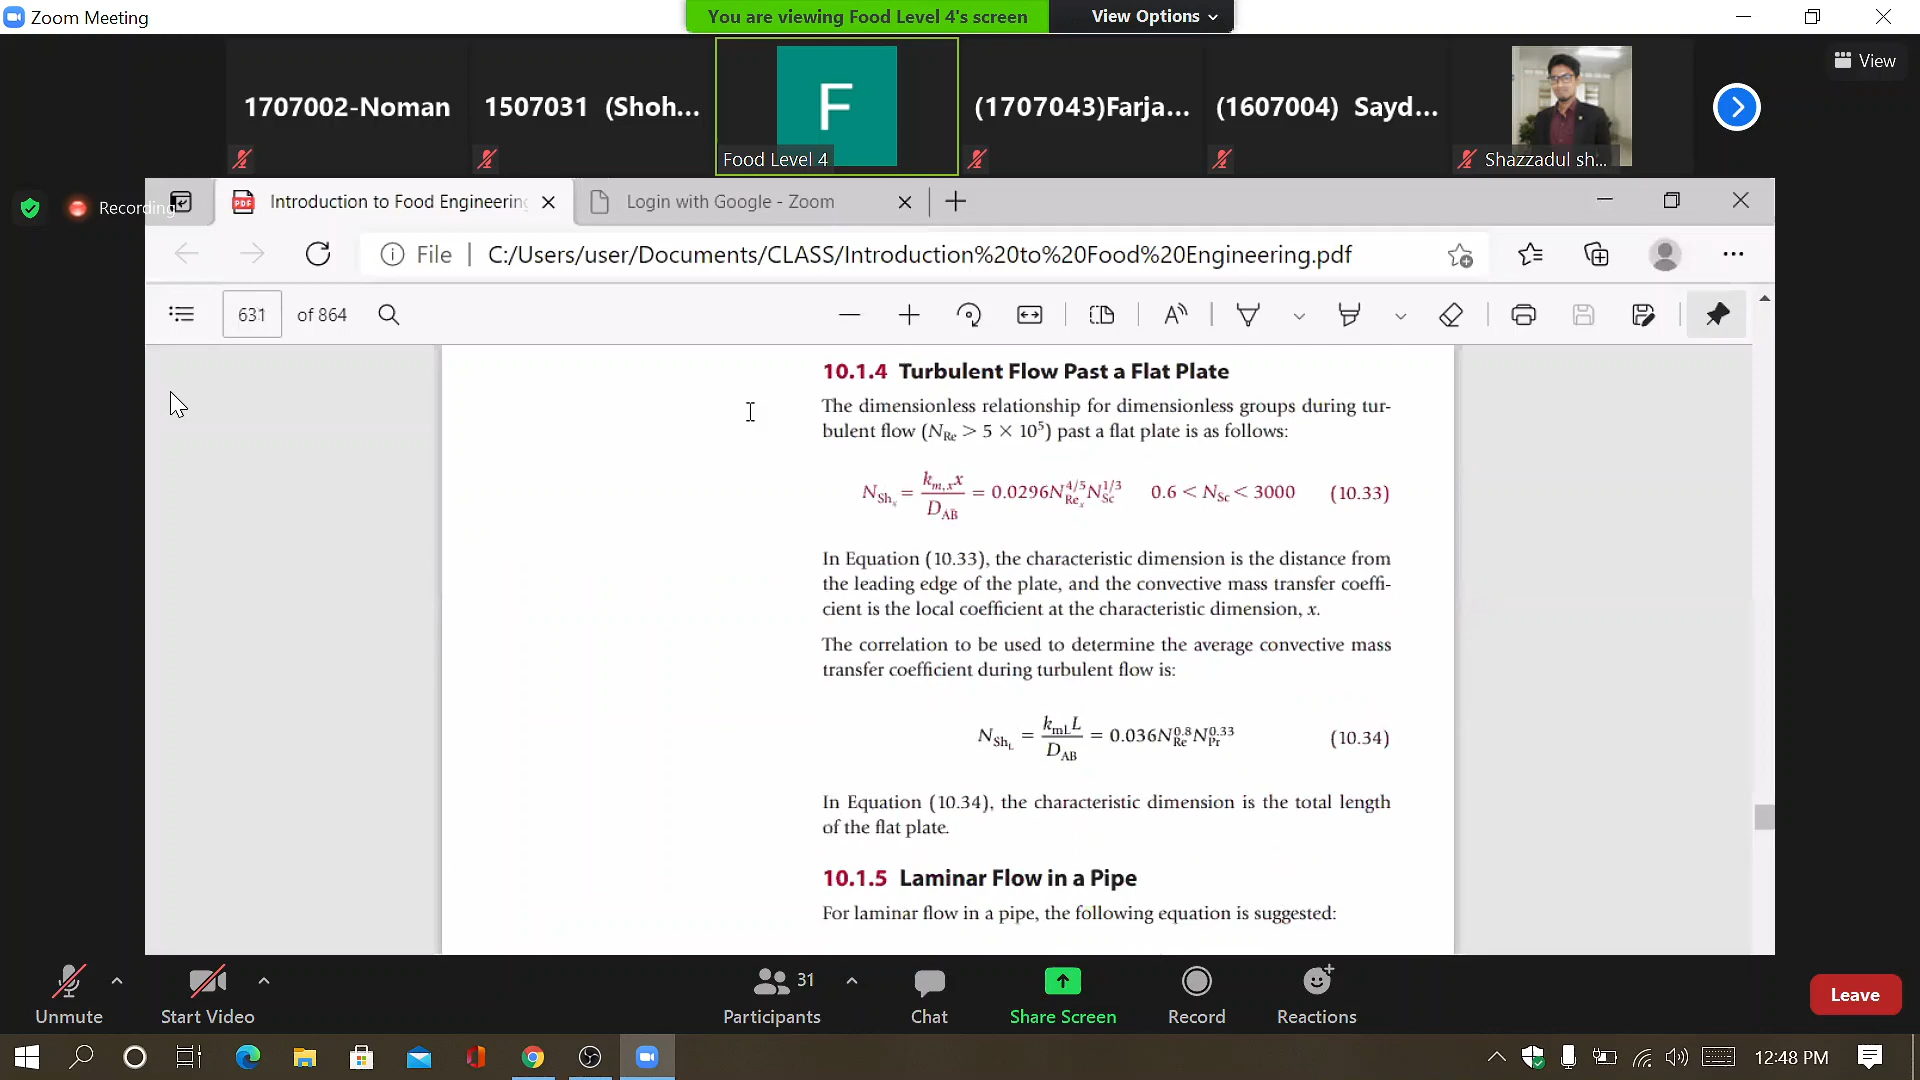 Zoom Meeting
You are viewing Food Level 4's screen
View Options
1707002-Noman
1507031 (Shoh...
F
Food Level 4
(1707043)Farja...
(1607004) Sayd...
Shazzadul sh...
View
Recording
Introduction to Food Engineering
Login with Google - Zoom
File | C:/Users/user/Documents/CLASS/Introduction%20to%20Food%20Engineering.pdf
631 of 864
10.1.4 Turbulent Flow Past a Flat Plate
The dimensionless relationship for dimensionless groups during tur-
bulent flow (N_Re > 5 × 10^5) past a flat plate is as follows:
N_Sh_x = k_m,x x / D_AB = 0.0296N_Re_x^4/5 N_Sc^1/3 0.6 < N_Sc < 3000 (10.33)
In Equation (10.33), the characteristic dimension is the distance from
the leading edge of the plate, and the convective mass transfer coeffi-
cient is the local coefficient at the characteristic dimension, x.
The correlation to be used to determine the average convective mass
transfer coefficient during turbulent flow is:
N_Sh_L = k_mL L / D_AB = 0.036N_Re^0.8 N_Pr^0.33 (10.34)
In Equation (10.34), the characteristic dimension is the total length
of the flat plate.
10.1.5 Laminar Flow in a Pipe
For laminar flow in a pipe, the following equation is suggested:
Unmute
Start Video
31
Participants
Chat
Share Screen
Record
Reactions
Leave
12:48 PM